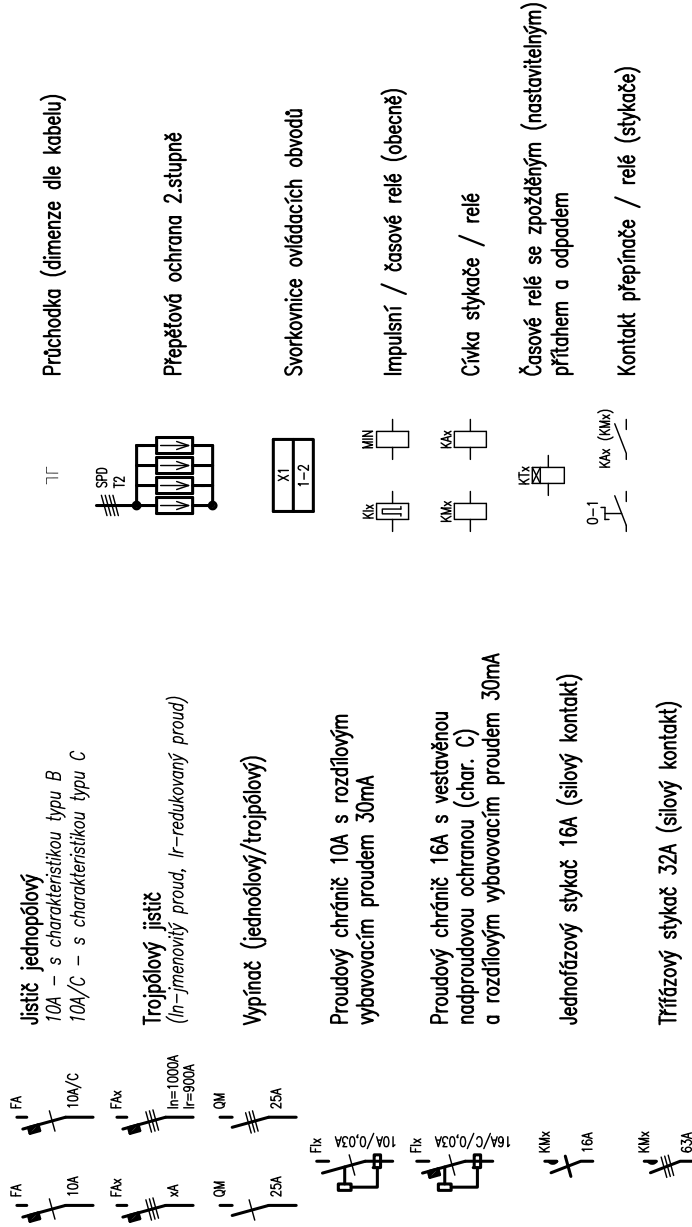 FA
10A
FA
10A/C
Jistič jednopólový
10A – s charakteristikou typu B
10A/C – s charakteristikou typu C
FAx
xA
FAx
In=1000A
Ir=900A
Trojpólový jistič
(In–jmenovitý proud, Ir–redukovaný proud)
QM
25A
QM
25A
Vypínač (jednoólový/trojpólový)
FIx
10A/0,03A
Proudový chránič 10A s rozdílovým
vybavovacím proudem 30mA
FIx
16A/C/0,03A
Proudový chránič 16A s vestavěnou
nadproudovou ochranou (char. C)
a rozdílovým vybavovacím proudem 30mA
KMx
16A
Jednofázový stykač 16A (silový kontakt)
KMx
63A
Třífázový stykač 32A (silový kontakt)
Průchodka (dimenze dle kabelu)
SPD
T2
Přepěťová ochrana 2.stupně
X1
1–2
Svorkovnice ovládacích obvodů
KIx
MIN
Impulsní / časové relé (obecně)
KMx
KAx
Cívka stykače / relé
KTx
Časové relé se zpožděným (nastavitelným)
přítahem a odpadem
0–1
KAx (KMx)
Kontakt přepínače / relé (stykače)